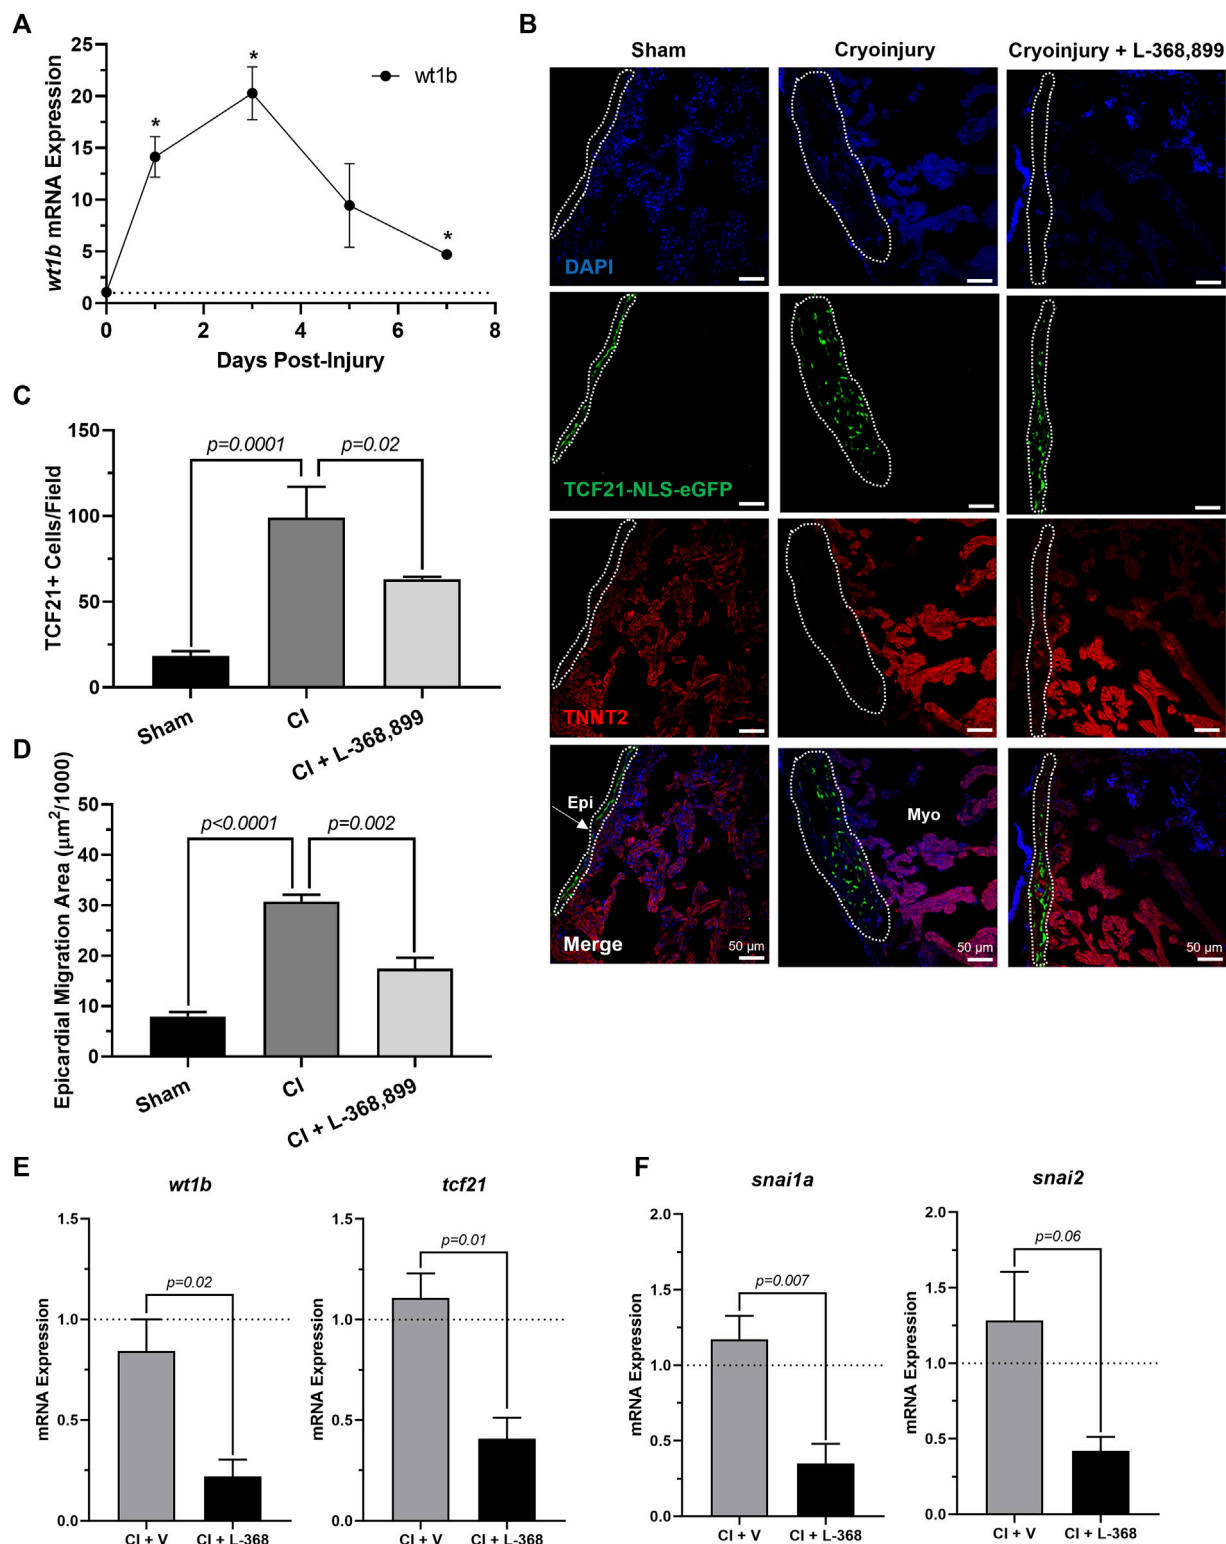 A
25
20
15
10
5
0
wt1b mRNA Expression
*
*
*
wt1b
0
2
4
6
8
Days Post-Injury
B
Sham
Cryoinjury
Cryoinjury + L-368,899
DAPI
TCF21-NLS-eGFP
TNNT2
Epi
Myo
Merge
50 µm
50 µm
50 µm
C
150
100
50
0
TCF21+ Cells/Field
p=0.0001
p=0.02
Sham
CI
CI + L-368,899
D
50
40
30
20
10
0
Epicardial Migration Area (µm²/1000)
p<0.0001
p=0.002
Sham
CI
CI + L-368,899
E
wt1b
1.5
1.0
0.5
0.0
mRNA Expression
p=0.02
CI + V
CI + L-368
tcf21
1.5
1.0
0.5
0.0
mRNA Expression
p=0.01
CI + V
CI + L-368
F
snai1a
2.0
1.5
1.0
0.5
0.0
mRNA Expression
p=0.007
CI + V
CI + L-368
snai2
2.0
1.5
1.0
0.5
0.0
mRNA Expression
p=0.06
CI + V
CI + L-368